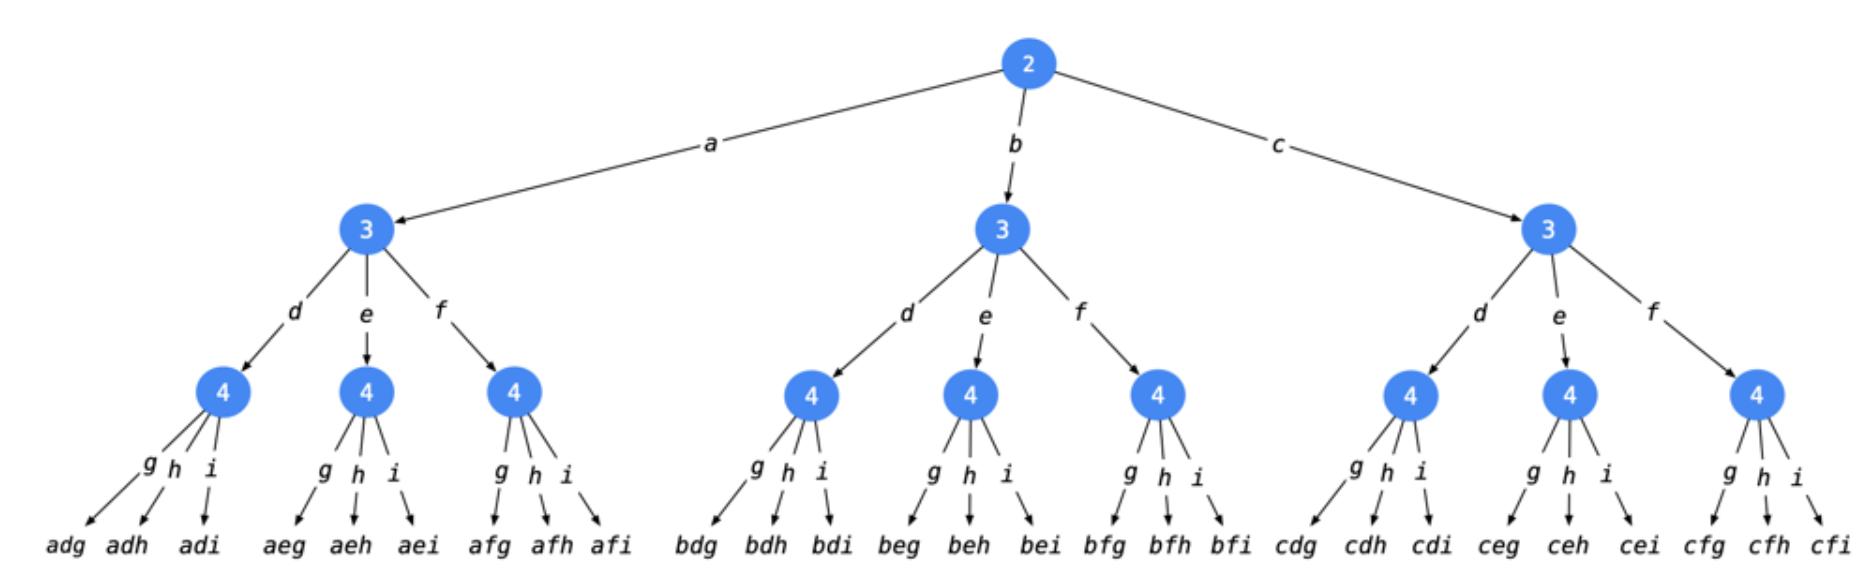 2
a b c
3 3 3
d e f d e f d e f
4 4 4 4 4 4 4 4 4
g h i g h i g h i g h i g h i g h i g h i g h i g h i
adg adh adi aeg aeh aei afg afh afi bdg bdh bdi beg beh bei bfg bfh bfi cdg cdh cdi ceg ceh cei cfg cfh cfi